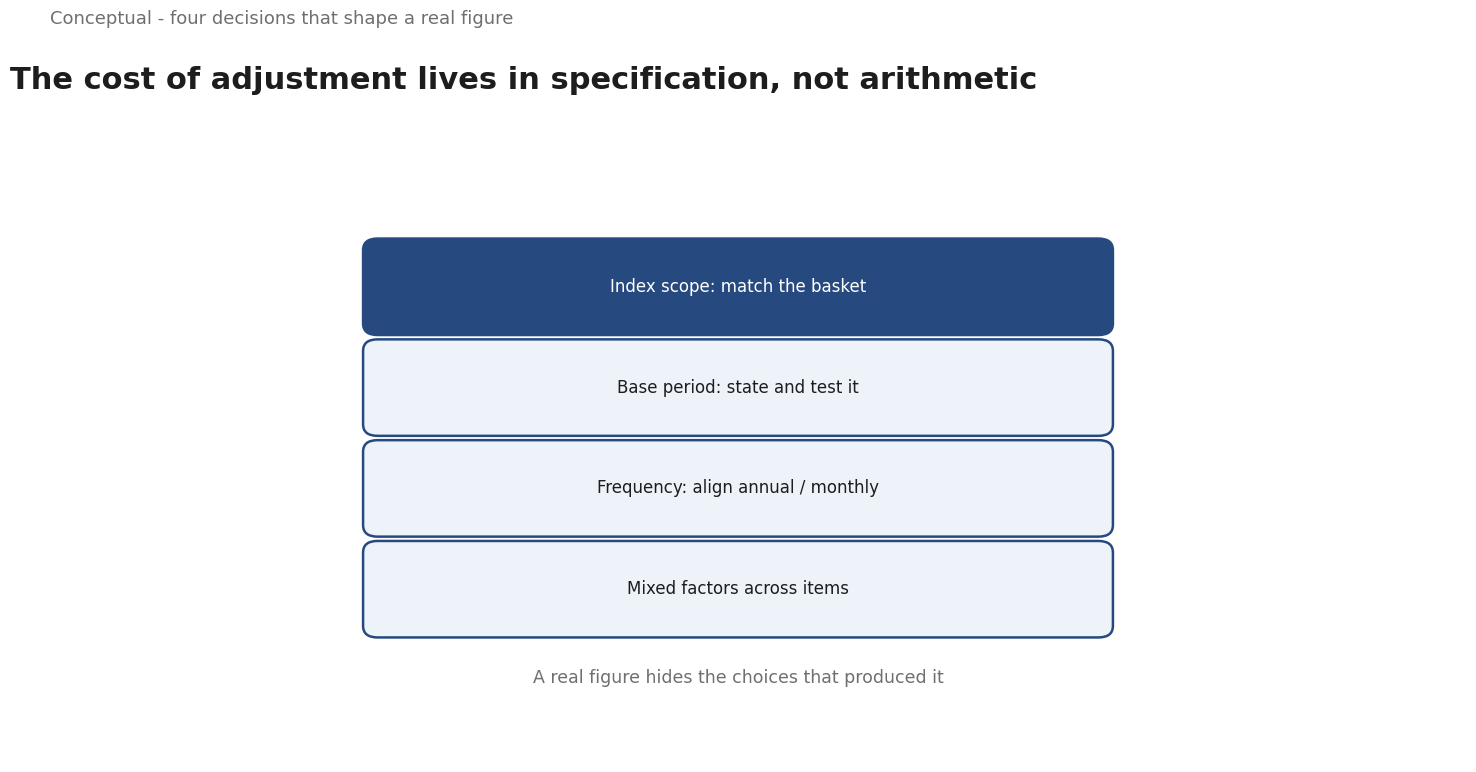 Conceptual - four decisions that shape a real figure
The cost of adjustment lives in specification, not arithmetic
Index scope: match the basket
Base period: state and test it
Frequency: align annual / monthly
Mixed factors across items
A real figure hides the choices that produced it